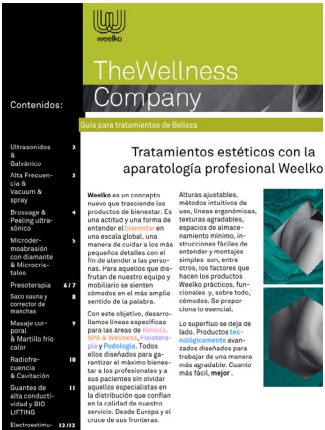 weelko
TheWellness
Company
Guía para tratamientos de Belleza
Contenidos:
Ultrasonidos 2
&
Galvánico
Alta Frecuen- 3
cia &
Vacuum &
spray
Brossage & 4
Peeling ultra-
sónico
Microder- 5
moabrasión
con diamante
& Microcris-
tales
Presoterapia 6/7
Saco sauna y 8
corrector de
manchas
Masaje cor- 9
poral
& Martillo frío
calor
Radiofre- 10
cuencia
& Cavitación
Guantes de 11
alta conducti-
vidad y BIO
LIFTING
Electroestimu- 12/13
Tratamientos estéticos con la
aparatología profesional Weelko
Weelko es un concepto
nuevo que trasciende los
productos de bienestar. Es
una actitud y una forma de
entender el bienestar en
una escala global, una
manera de cuidar a los más
pequeños detalles con el
fin de atender a las perso-
nas. Para aquellos que dis-
frutan de nuestro equipo y
mobiliario se sienten
cómodos en el más amplio
sentido de la palabra.
Con este objetivo, desarro-
llamos líneas específicas
para las áreas de Belleza,
SPA & Wellness, Fisiotera-
pia y Podología. Todos
ellos diseñados para ga-
rantizar el máximo bienes-
tar a los profesionales y a
sus pacientes sin olvidar
aquellos especialistas en
la distribución que confían
en la calidad de nuestro
servicio. Desde Europa y el
cruce de sus fronteras.
Alturas ajustables,
métodos intuitivos de
uso, líneas ergonómicas,
texturas agradables,
espacios de almace-
namiento mínimo, in-
strucciones fáciles de
entender y montajes
simples son, entre
otros, los factores que
hacen los productos
Weelko prácticos, fun-
cionales y, sobre todo,
cómodos. Se propor
ciona lo esencial.
Lo superfluo se deja de
lado. Productos tec-
nológicamente avan-
zados diseñados para
trabajar de una manera
más agradable. Cuanto
más fácil, mejor .